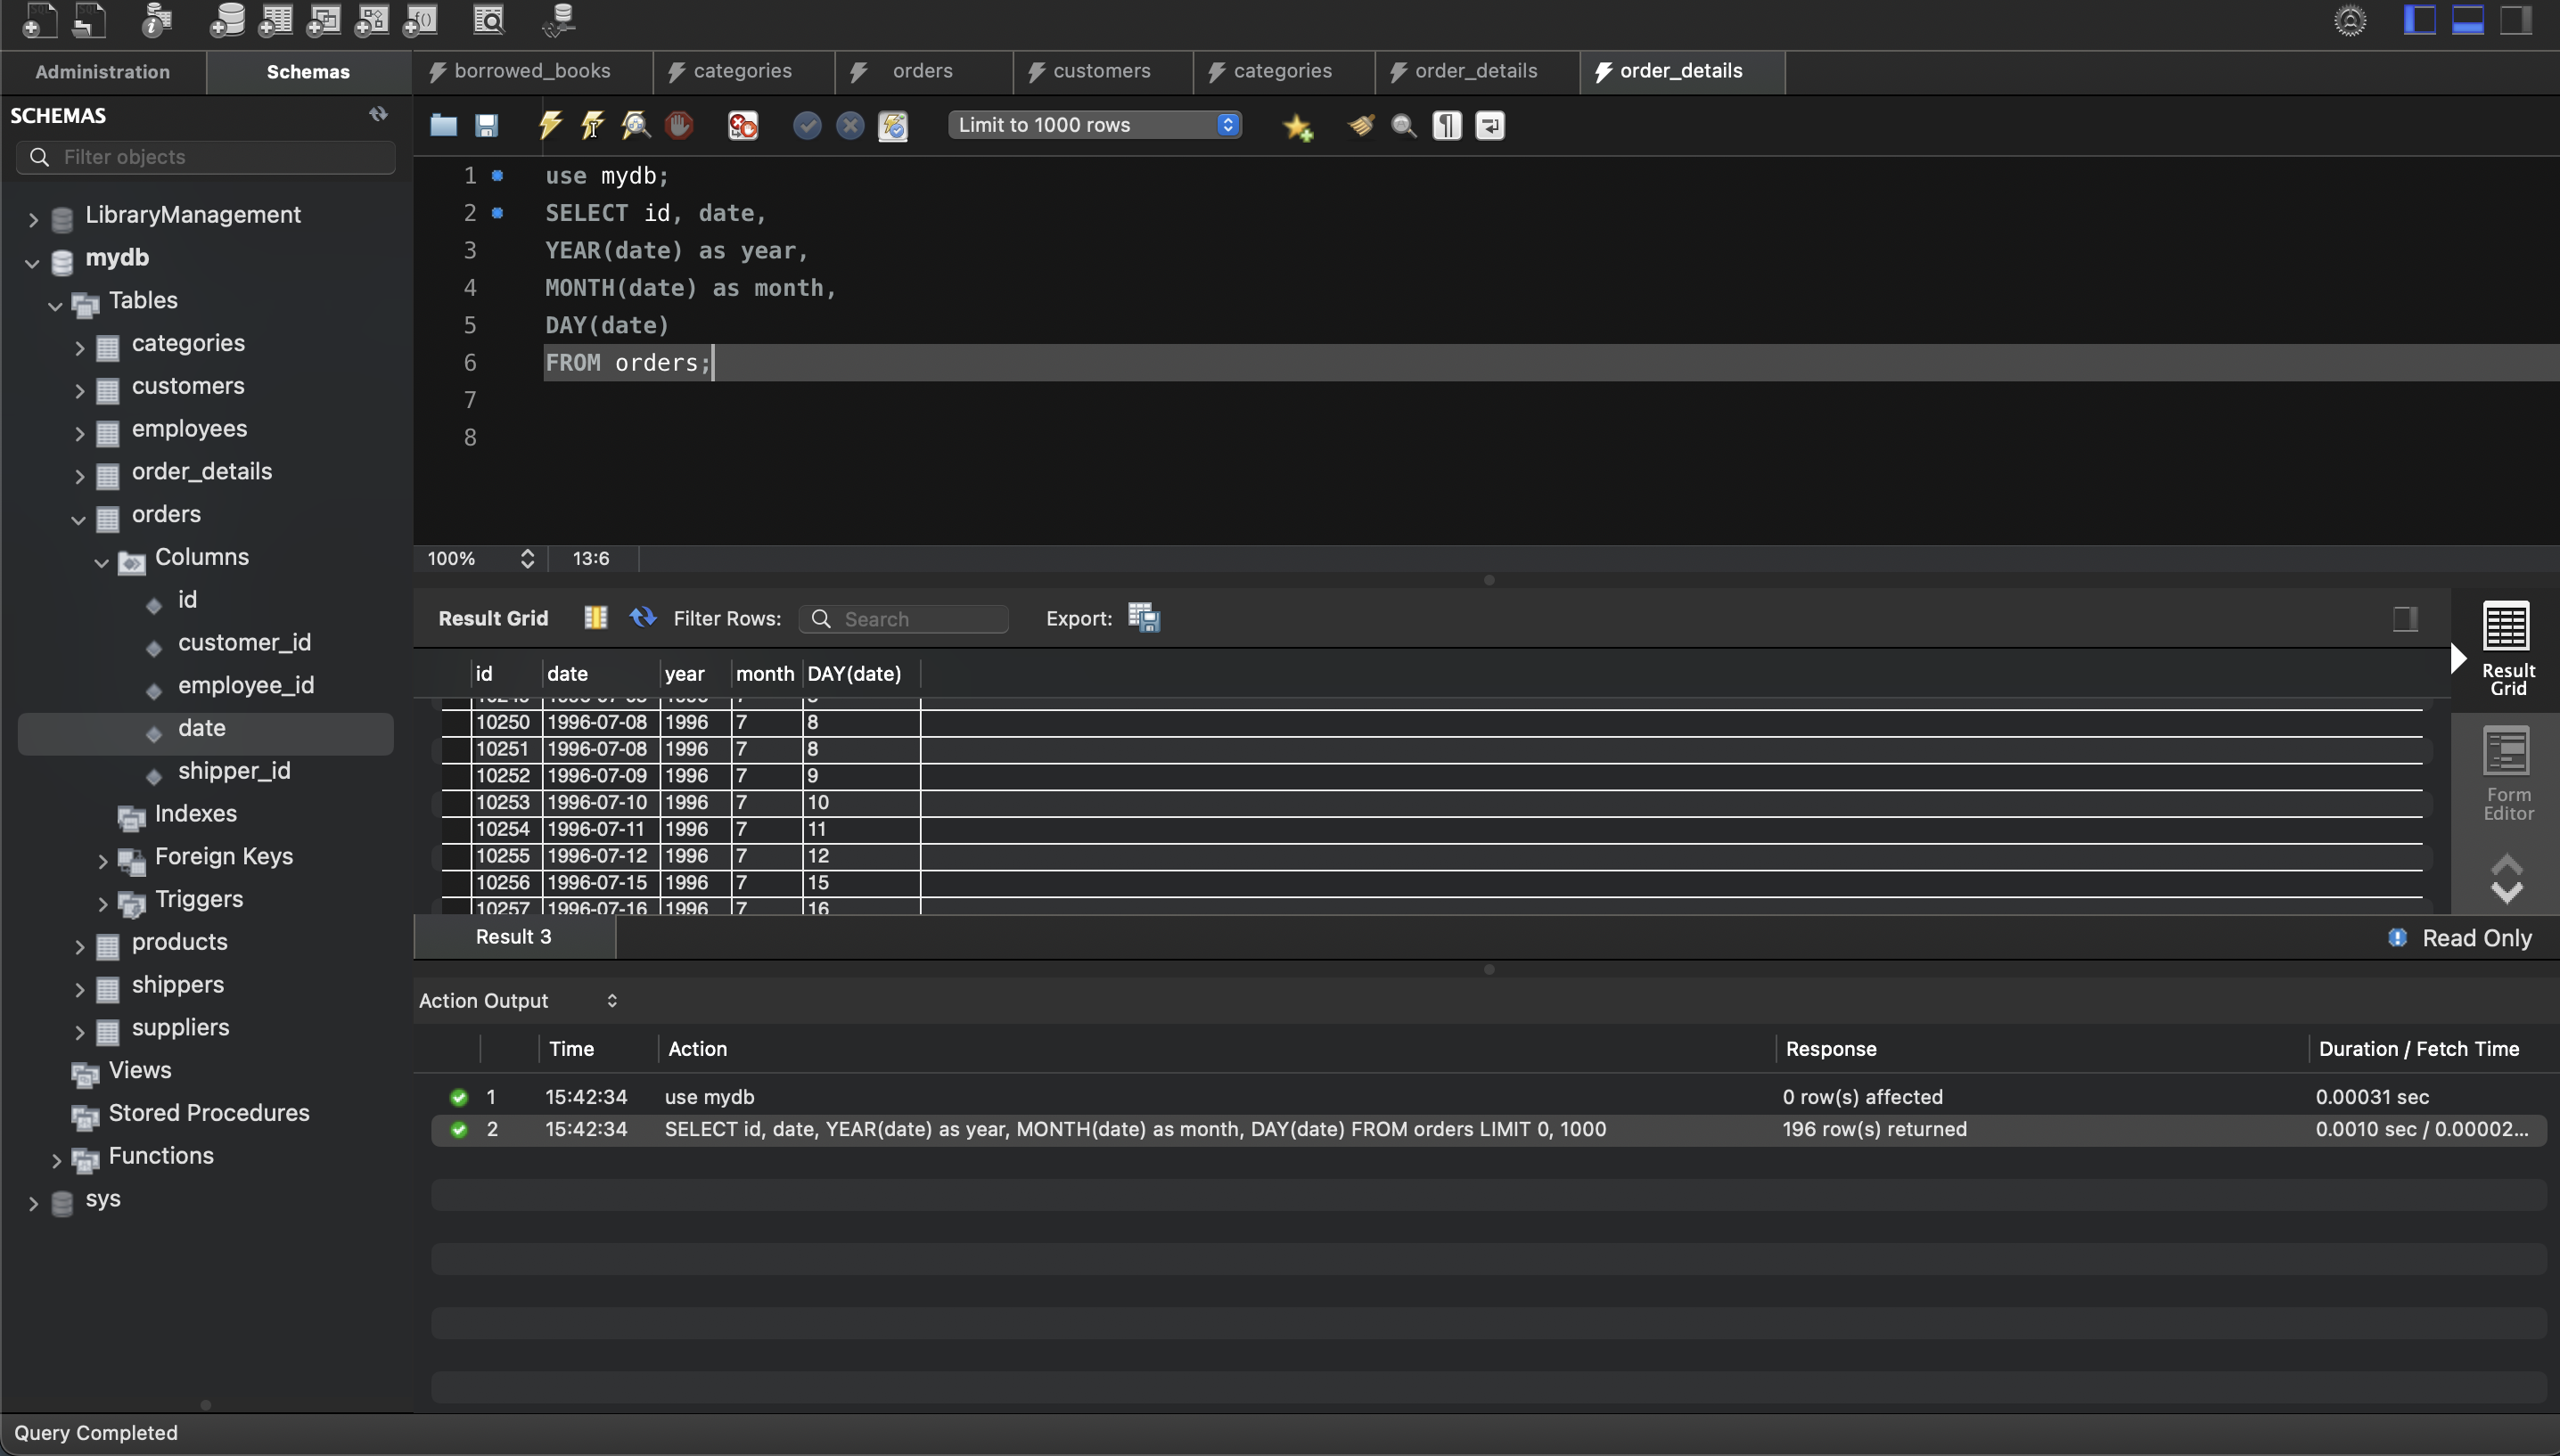 Administration Schemas borrowed_books categories orders customers categories order_details order_details
SCHEMAS
Filter objects
LibraryManagement
mydb
Tables
categories
customers
employees
order_details
orders
Columns
id
customer_id
employee_id
date
shipper_id
Indexes
Foreign Keys
Triggers
products
shippers
suppliers
Views
Stored Procedures
Functions
sys
Limit to 1000 rows
1 use mydb;
2 SELECT id, date,
3 YEAR(date) as year,
4 MONTH(date) as month,
5 DAY(date)
6 FROM orders;
7
8
100% 13:6
Result Grid Filter Rows: Search Export:
id date year month DAY(date)
10250 1996-07-08 1996 7 8
10251 1996-07-08 1996 7 8
10252 1996-07-09 1996 7 9
10253 1996-07-10 1996 7 10
10254 1996-07-11 1996 7 11
10255 1996-07-12 1996 7 12
10256 1996-07-15 1996 7 15
10257 1996-07-16 1996 7 16
Result
Grid
Form
Editor
Result 3 Read Only
Action Output
Time Action Response Duration / Fetch Time
1 15:42:34 use mydb 0 row(s) affected 0.00031 sec
2 15:42:34 SELECT id, date, YEAR(date) as year, MONTH(date) as month, DAY(date) FROM orders LIMIT 0, 1000 196 row(s) returned 0.0010 sec / 0.00002...
Query Completed